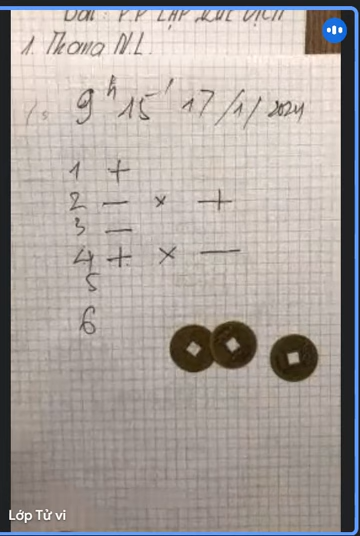 1. Thoma N.L.
9h 15' 17/1/2024
1 +
2 — × +
3 —
4 + × —
5
6
Lớp Tử vi